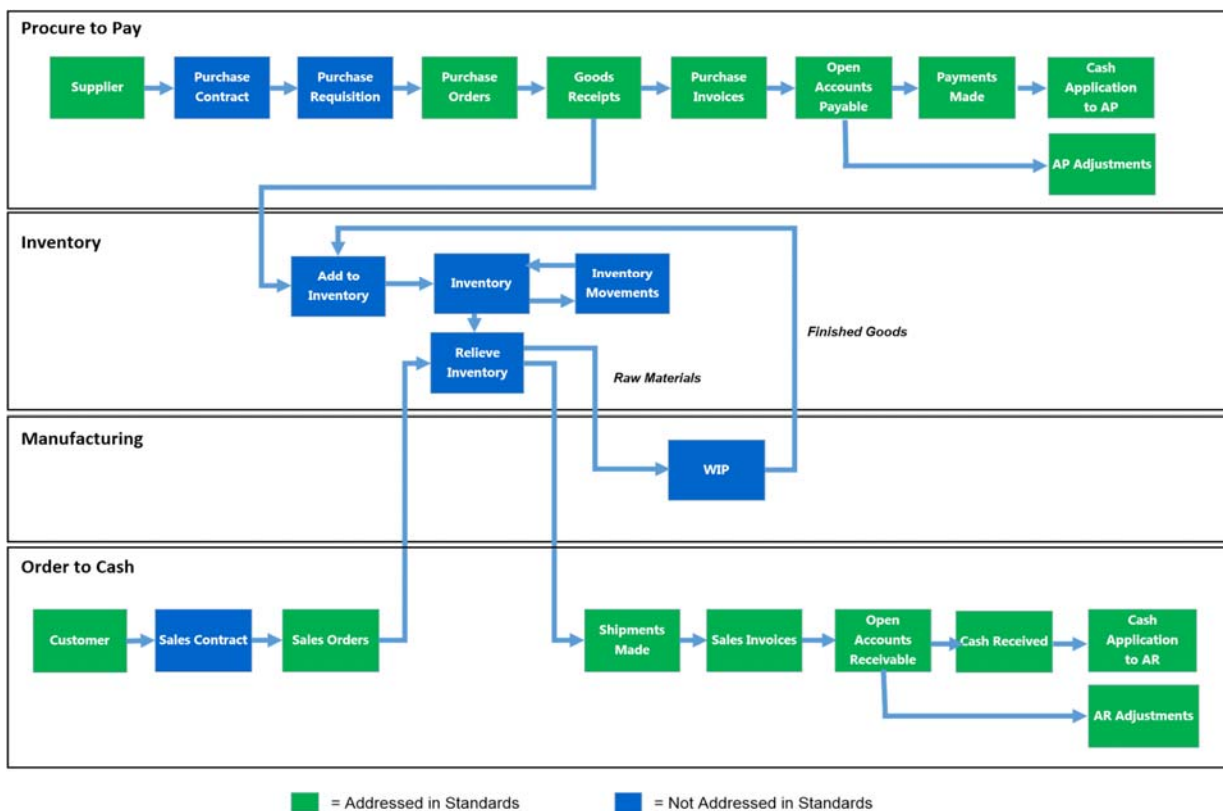 Procure to Pay
Supplier
Purchase
Contract
Purchase
Requisition
Purchase
Orders
Goods
Receipts
Purchase
Invoices
Open
Accounts
Payable
Payments
Made
Cash
Application
to AP
AP Adjustments
Inventory
Add to
Inventory
Inventory
Inventory
Movements
Relieve
Inventory
Raw Materials
Finished Goods
Manufacturing
WIP
Order to Cash
Customer
Sales Contract
Sales Orders
Shipments
Made
Sales Invoices
Open
Accounts
Receivable
Cash Received
Cash
Application
to AR
AR Adjustments
= Addressed in Standards
= Not Addressed in Standards